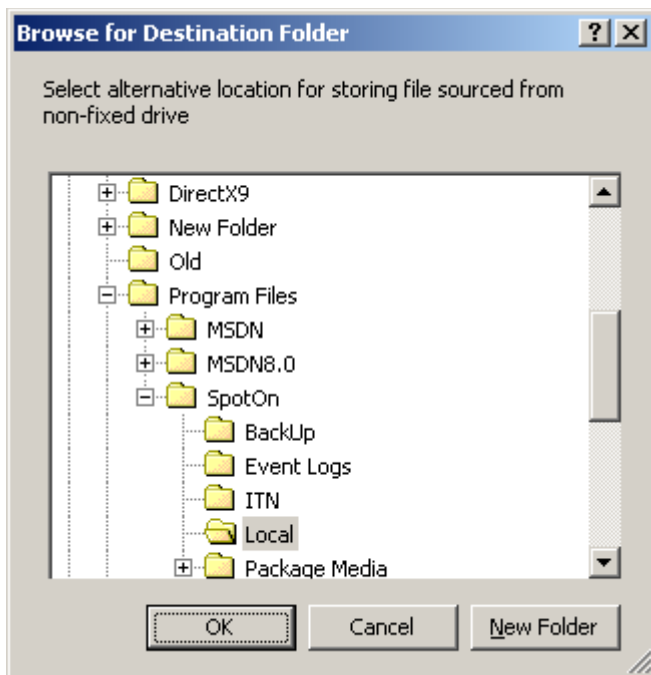 Browse for Destination Folder
Select alternative location for storing file sourced from
non-fixed drive
DirectX9
New Folder
Old
Program Files
MSDN
MSDN8.0
SpotOn
BackUp
Event Logs
ITN
Local
Package Media
OK Cancel New Folder